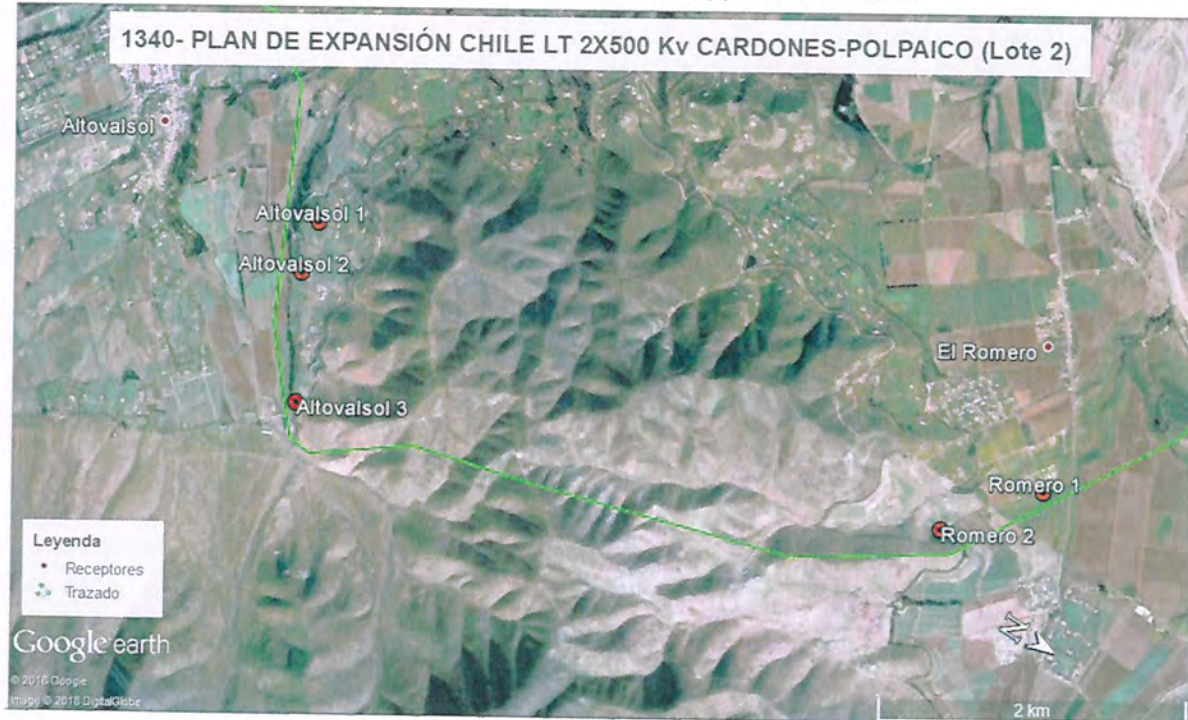 1340- PLAN DE EXPANSIÓN CHILE LT 2X500 Kv CARDONES-POLPAICO (Lote 2)
Altovalsol
Altovalsol 1
Altovalsol 2
Altovalsol 3
El Romero
Romero 1
Romero 2
Leyenda
Receptores
Trazado
Google earth
© 2018 Google
Image © 2018 DigitalGlobe
N
2 km